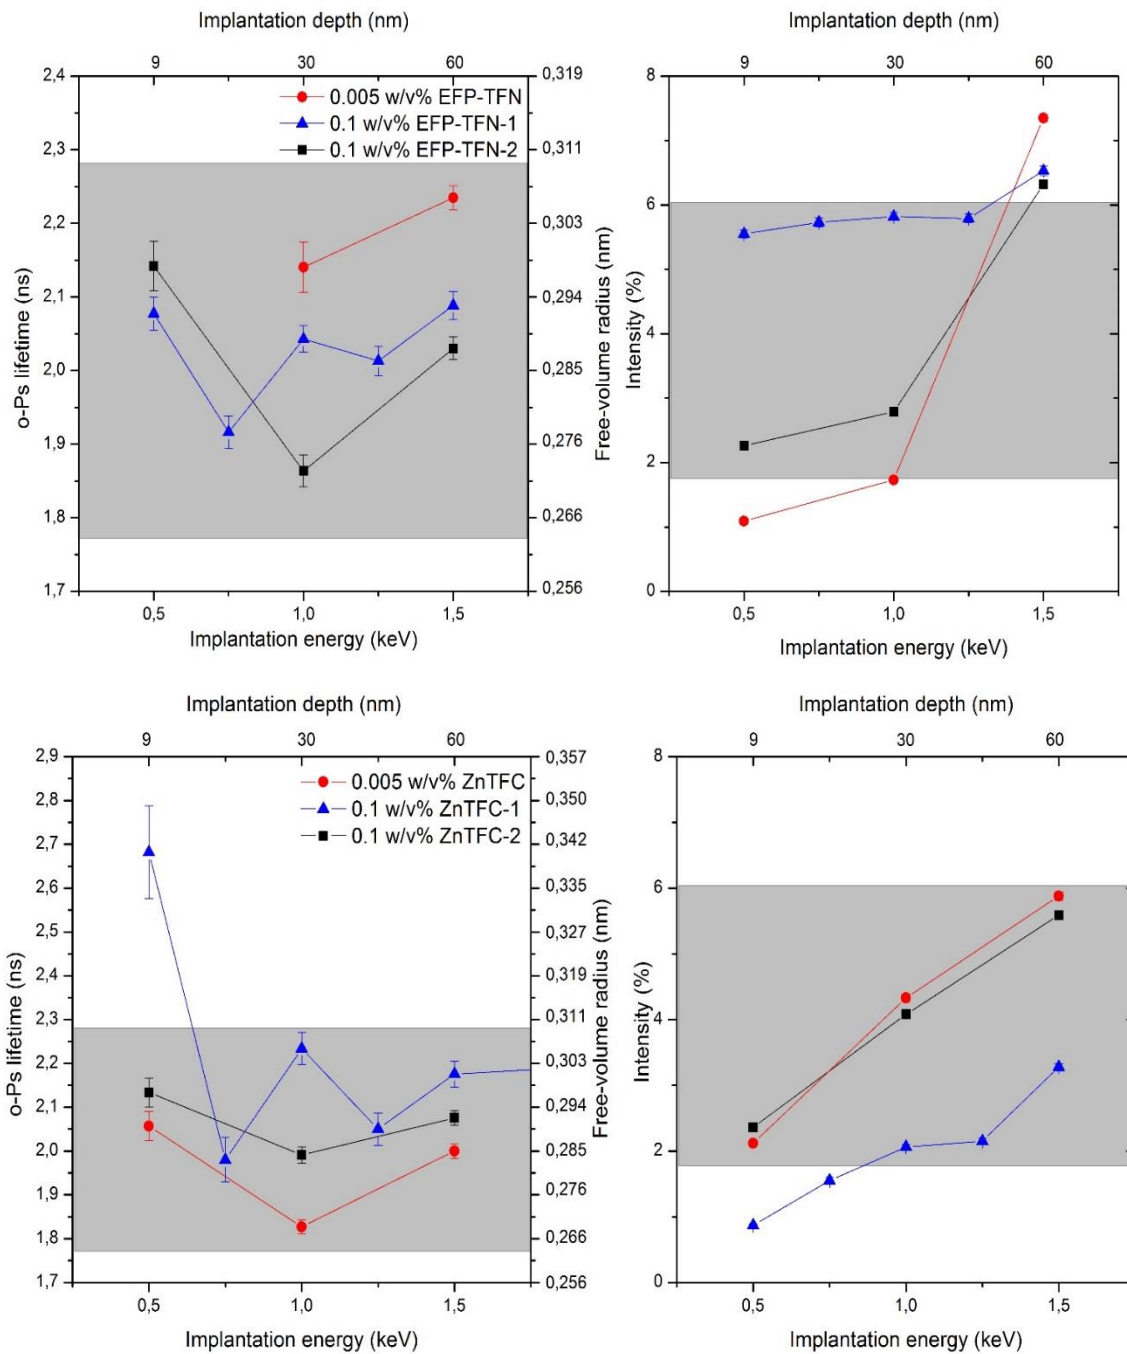 Implantation depth (nm)
9 30 60
2,4
2,3
2,2
2,1
2,0
1,9
1,8
1,7
o-Ps lifetime (ns)
0.005 w/v% EFP-TFN
0.1 w/v% EFP-TFN-1
0.1 w/v% EFP-TFN-2
0,319
0,311
0,303
0,294
0,285
0,276
0,266
0,256
Free-volume radius (nm)
0,5 1,0 1,5
Implantation energy (keV)
Implantation depth (nm)
9 30 60
8
6
4
2
0
Intensity (%)
0,5 1,0 1,5
Implantation energy (keV)
Implantation depth (nm)
9 30 60
2,9
2,8
2,7
2,6
2,5
2,4
2,3
2,2
2,1
2,0
1,9
1,8
1,7
o-Ps lifetime (ns)
0.005 w/v% ZnTFC
0.1 w/v% ZnTFC-1
0.1 w/v% ZnTFC-2
0,357
0,350
0,342
0,335
0,327
0,319
0,311
0,303
0,294
0,285
0,276
0,266
0,256
Free-volume radius (nm)
0,5 1,0 1,5
Implantation energy (keV)
Implantation depth (nm)
9 30 60
8
6
4
2
0
Intensity (%)
0,5 1,0 1,5
Implantation energy (keV)